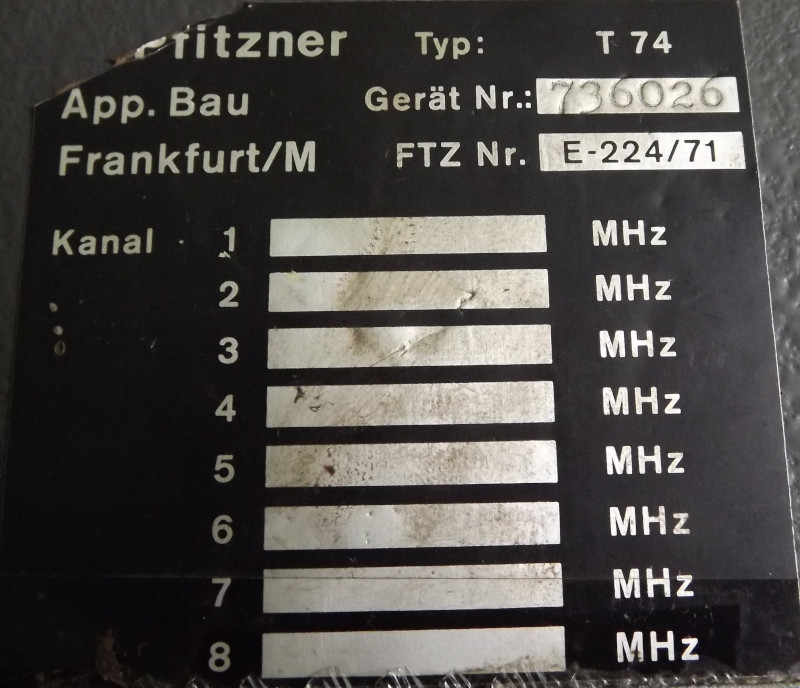 Pfitzner Typ: T 74
App. Bau Gerät Nr.: 736026
Frankfurt/M FTZ Nr. E-224/71
Kanal 1 MHz
2 MHz
3 MHz
4 MHz
5 MHz
6 MHz
7 MHz
8 MHz